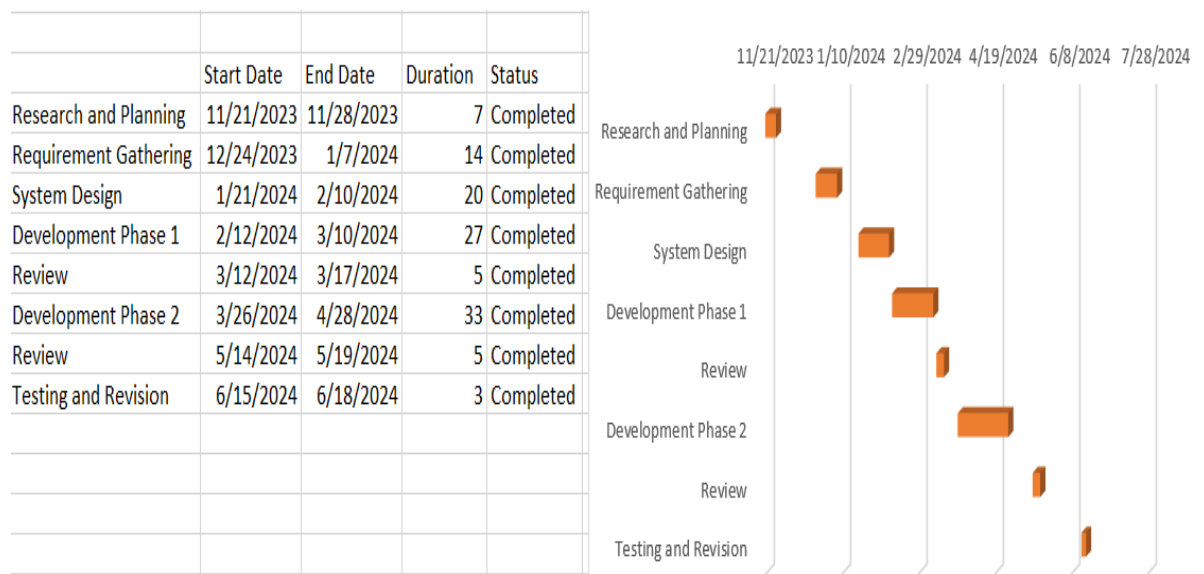 Start Date End Date Duration Status
Research and Planning 11/21/2023 11/28/2023 7 Completed
Requirement Gathering 12/24/2023 1/7/2024 14 Completed
System Design 1/21/2024 2/10/2024 20 Completed
Development Phase 1 2/12/2024 3/10/2024 27 Completed
Review 3/12/2024 3/17/2024 5 Completed
Development Phase 2 3/26/2024 4/28/2024 33 Completed
Review 5/14/2024 5/19/2024 5 Completed
Testing and Revision 6/15/2024 6/18/2024 3 Completed
11/21/2023 1/10/2024 2/29/2024 4/19/2024 6/8/2024 7/28/2024
Research and Planning
Requirement Gathering
System Design
Development Phase 1
Review
Development Phase 2
Review
Testing and Revision